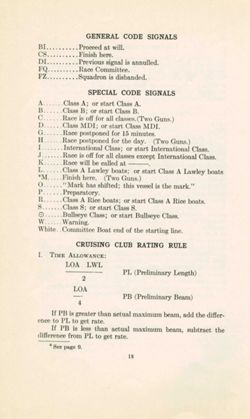 GENERAL CODE SIGNALS
BI..........Proceed at will.
CS..........Finish here.
DI..........Previous signal is annulled.
FQ..........Race Committee.
FZ..........Squadron is disbanded.
SPECIAL CODE SIGNALS
A......Class A; or start Class A.
B......Class B; or start Class B.
C......Race is off for all classes. (Two Guns.)
D......Class MDI; or start Class MDI.
G......Race postponed for 15 minutes.
H......Race postponed for the day. (Two Guns.)
I......International Class; or start International Class.
J......Race is off for all classes except International Class.
K......Race will be called at ———.
L......Class A Lawley boats; or start Class A Lawley boats
*M.....Finish here. (Two Guns.)
O......"Mark has shifted; this vessel is the mark."
P......Preparatory.
R......Class A Rice boats; or start Class A Rice boats.
S......Class S; or start Class S.
⊙......Bullseye Class; or start Bullseye Class.
W......Warning.
White. Committee Boat end of the starting line.
CRUISING CLUB RATING RULE
I. TIME ALLOWANCE:
LOA LWL
2
PL (Preliminary Length)
LOA
4
PB (Preliminary Beam)
If PB is greater than actual maximum beam, add the differ-
ence to PL to get rate.
If PB is less than actual maximum beam, subtract the
difference from PL to get rate.
* See page 9.
18